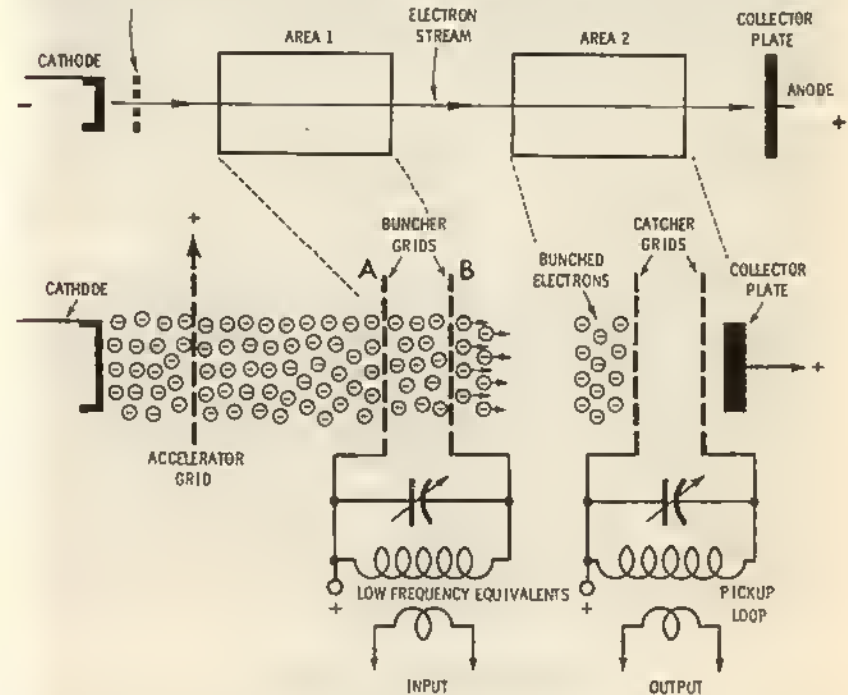 ELECTRON
STREAM
COLLECTOR
PLATE
AREA 1
AREA 2
CATHODE
ANODE
-
+
BUNCHER
GRIDS
CATCHER
GRIDS
+
A
B
BUNCHED
ELECTRONS
COLLECTOR
PLATE
CATHODE
+
ACCELERATOR
GRID
+
LOW FREQUENCY EQUIVALENTS
+
PICKUP
LOOP
INPUT
OUTPUT